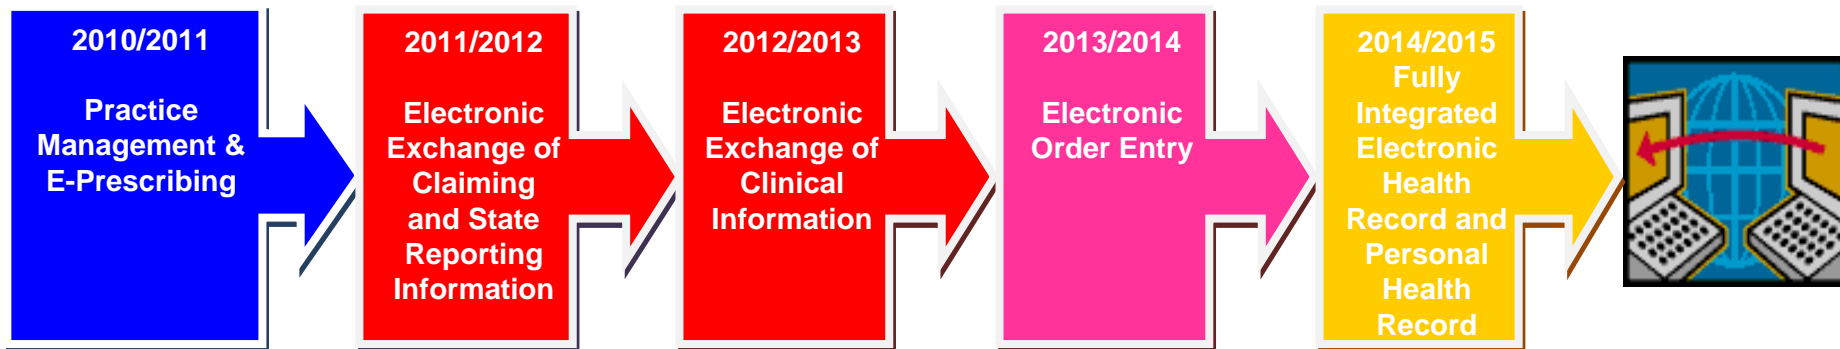 2010/2011
Practice
Management &
E-Prescribing
2011/2012
Electronic
Exchange of
Claiming
and State
Reporting
Information
2012/2013
Electronic
Exchange of
Clinical
Information
2013/2014
Electronic
Order Entry
2014/2015
Fully
Integrated
Electronic
Health
Record and
Personal
Health
Record